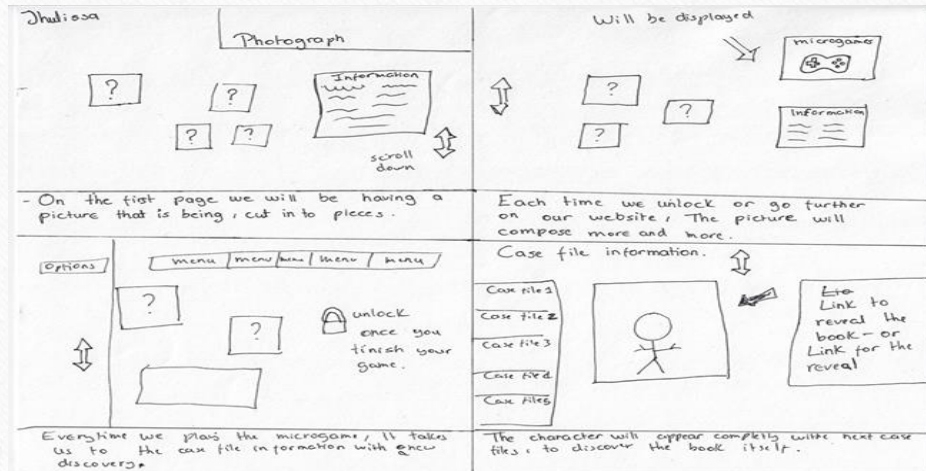 Jhulissa
Photograph
?
?
?
?
Information
scroll
down
- On the first page we will be having a
picture that is being, cut in to pieces.
Will be displayed
microgames
?
?
?
Information
Each time we unlock or go further
on our website, The picture will
compose more and more.
options
menu menu menu menu menu
?
?
unlock
once you
finish your
game.
Everytime we plays the microgame, It takes
us to the case file information with a new
discovery.
Case file information.
Case file 1
Case file 2
Case file 3
Case file 4
Case file 5
Link to
reveal the
book - or
Link for the
reveal
The character will appear completly with next case
files, to discover the book itself.